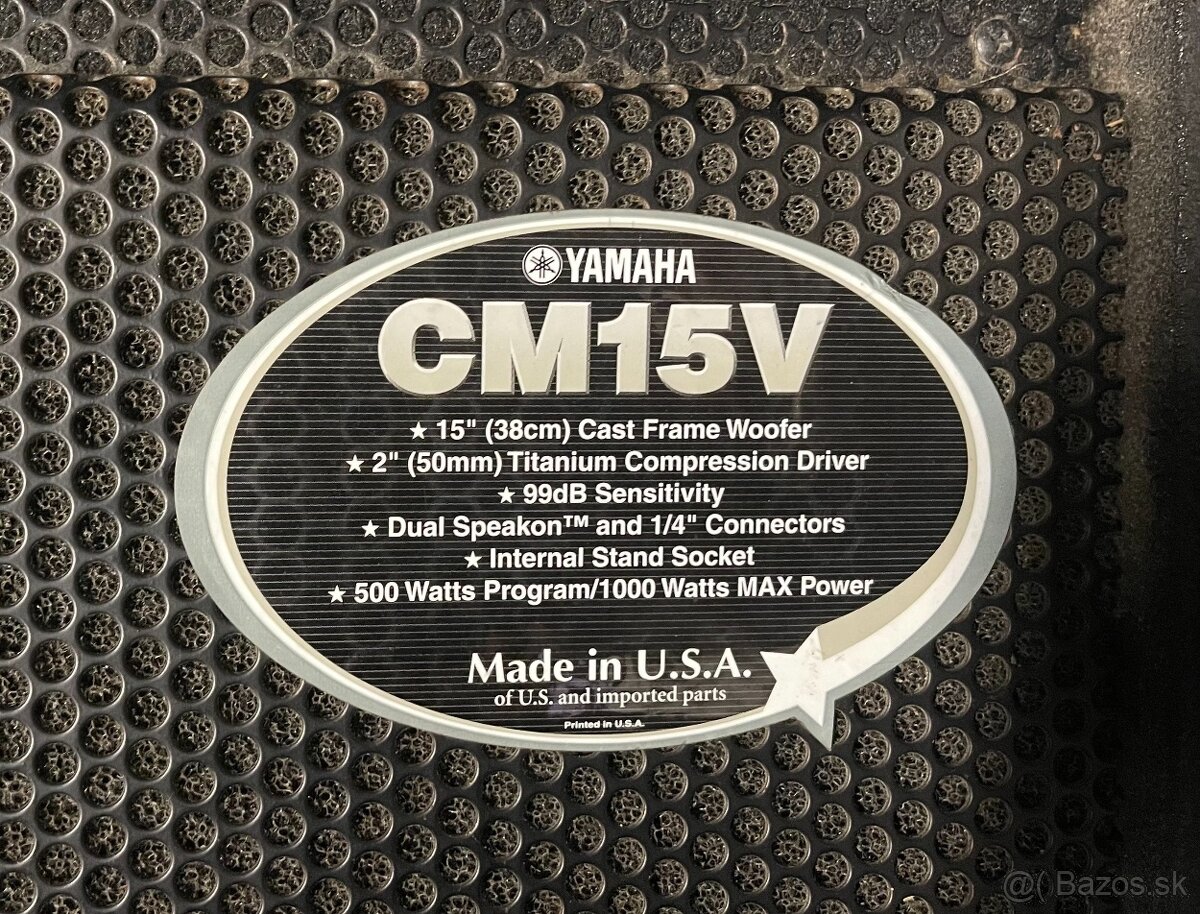 YAMAHA
CM15V
★ 15" (38cm) Cast Frame Woofer
★ 2" (50mm) Titanium Compression Driver
★ 99dB Sensitivity
★ Dual Speakon™ and 1/4" Connectors
★ Internal Stand Socket
★ 500 Watts Program/1000 Watts MAX Power
Made in U.S.A.
of U.S. and imported parts
Printed in U.S.A.
@( Bazos.sk